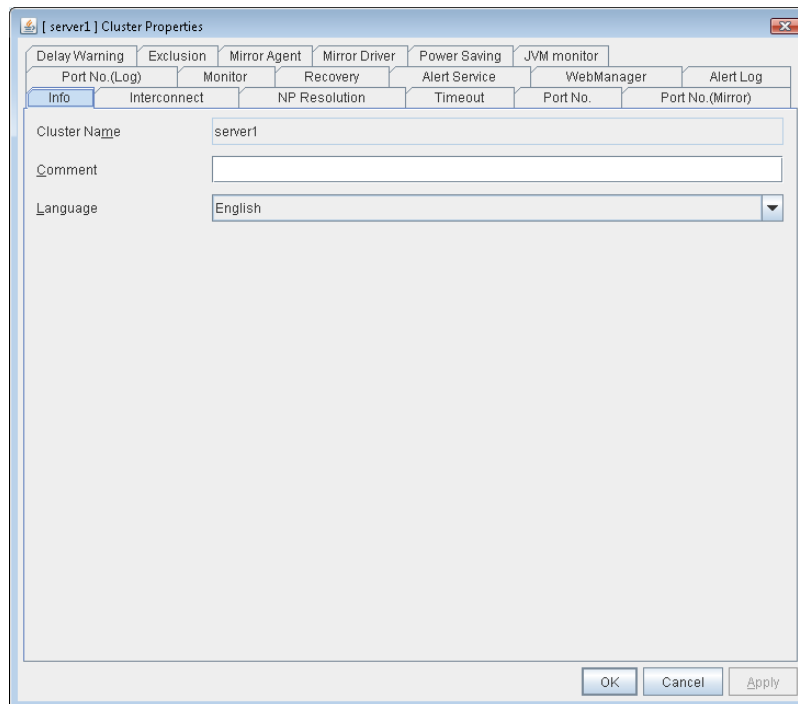 [ server1 ] Cluster Properties
Delay Warning Exclusion Mirror Agent Mirror Driver Power Saving JVM monitor
Port No.(Log) Monitor Recovery Alert Service WebManager Alert Log
Info Interconnect NP Resolution Timeout Port No. Port No.(Mirror)
Cluster Name server1
Comment
Language English
OK Cancel Apply